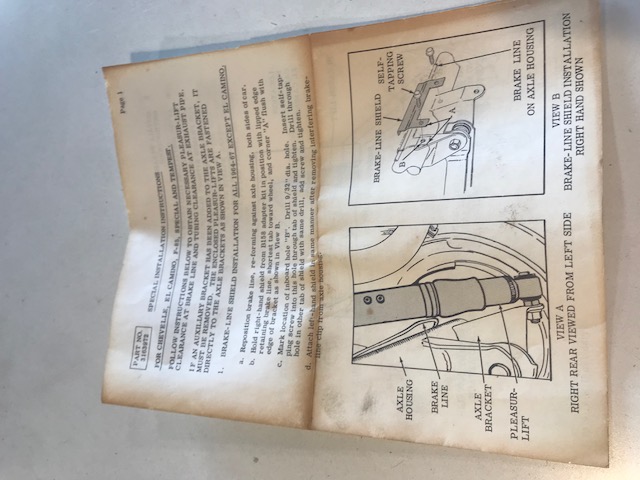 Page 1
PART NO.
SPECIAL INSTALLATION INSTRUCTIONS
FOR CHEVELLE, EL CAMINO, F-85, SPECIAL AND TEMPEST.
FOLLOW INSTRUCTIONS BELOW TO OBTAIN NECESSARY PLEASUR-LIFT
CLEARANCE AT BRAKE LINE AND TUBING CLEARANCE AT EXHAUST PIPE.
IF AN AUXILIARY BRACKET HAS BEEN ADDED TO THE AXLE BRACKET, IT
MUST BE REMOVED. THE ENCLOSED PLEASUR-LIFTS ARE FASTENED
DIRECTLY TO THE AXLE BRACKETS AS SHOWN IN VIEW A.
1. BRAKE-LINE SHIELD INSTALLATION FOR ALL 1964-67 EXCEPT EL CAMINO.
a. Reposition brake line, re-forming against axle housing, both sides of car.
b. Hold right-hand shield from B158 adapter kit in position with lipped edge
retaining brake line, shortest tab toward wheel, and corner "A" flush with
edge of bracket as shown in View B.
c. Mark location of inboard hole "B". Drill 9/32" dia. hole. Insert self-tap-
ping screw into this hole through tab of shield and tighten. Drill through
hole in other tab of shield with same drill, add screw and tighten.
d. Attach left-hand shield in same manner after removing interfering brake-
line clip from axle housing.
AXLE
HOUSING
BRAKE
LINE
AXLE
BRACKET
PLEASUR-
LIFT
VIEW A
RIGHT REAR VIEWED FROM LEFT SIDE
BRAKE-LINE SHIELD
SELF-
TAPPING
SCREW
A
B
BRAKE LINE
ON AXLE HOUSING
VIEW B
BRAKE-LINE SHIELD INSTALLATION
RIGHT HAND SHOWN